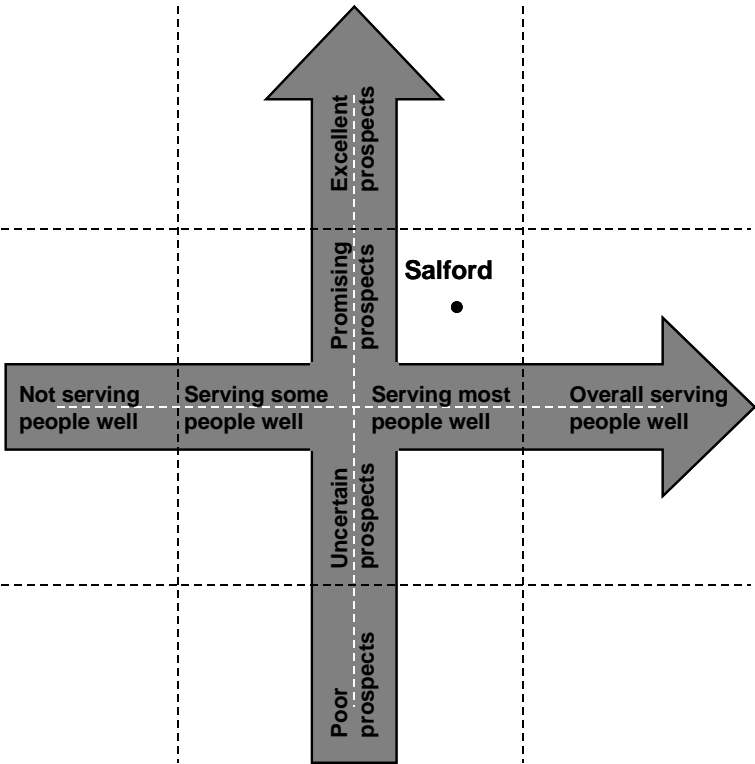 Excellent
prospects
Promising
prospects
Salford
Not serving
people well
Serving some
people well
Serving most
people well
Overall serving
people well
Uncertain
prospects
Poor
prospects